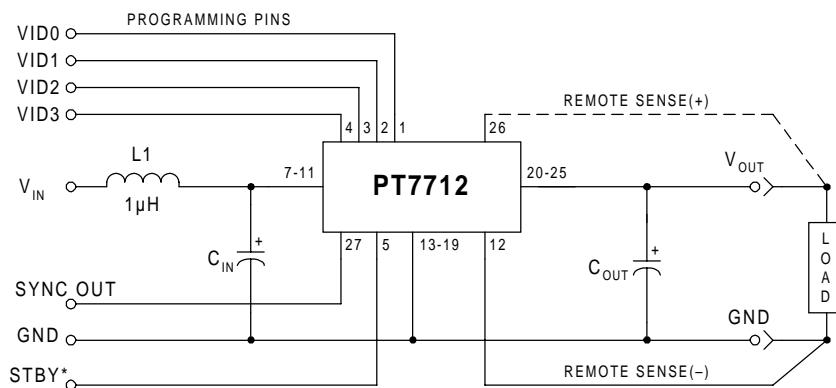 PROGRAMMING PINS
VID0
VID1
VID2
VID3
4 3 2 1
26
REMOTE SENSE(+)
L1
1µH
V_IN
7-11
PT7712
20-25
V_OUT
C_IN
+
27 5 13-19 12
C_OUT
+
LOAD
SYNC OUT
GND
GND
STBY*
REMOTE SENSE(–)